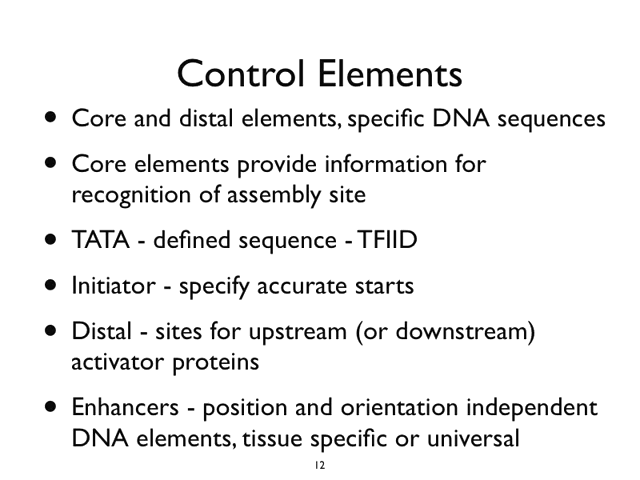 Control Elements
• Core and distal elements, specific DNA sequences
• Core elements provide information for
recognition of assembly site
• TATA - defined sequence - TFIID
• Initiator - specify accurate starts
• Distal - sites for upstream (or downstream)
activator proteins
• Enhancers - position and orientation independent
DNA elements, tissue specific or universal
12